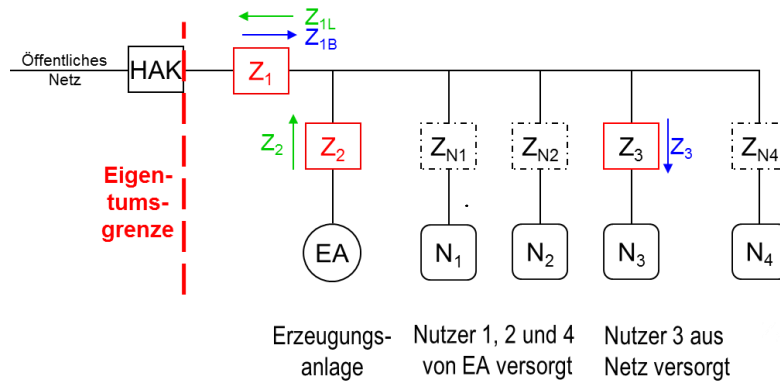 Z1L
Z1B
Öffentliches
Netz
HAK
Z1
Z2
Z2
ZN1
ZN2
Z3
Z3
ZN4
Eigen-
tums-
grenze
EA
N1
N2
N3
N4
Erzeugungs-
anlage
Nutzer 1, 2 und 4
von EA versorgt
Nutzer 3 aus
Netz versorgt